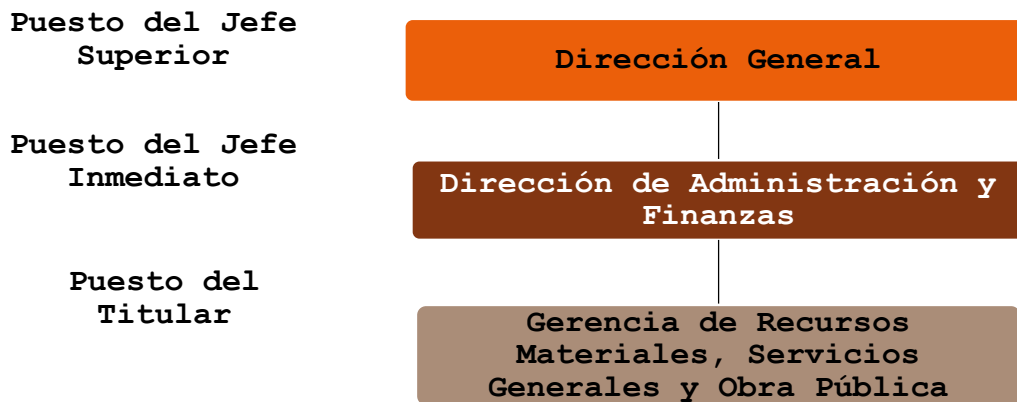 Puesto del Jefe
Superior
Dirección General
Puesto del Jefe
Inmediato
Dirección de Administración y
Finanzas
Puesto del
Titular
Gerencia de Recursos
Materiales, Servicios
Generales y Obra Pública